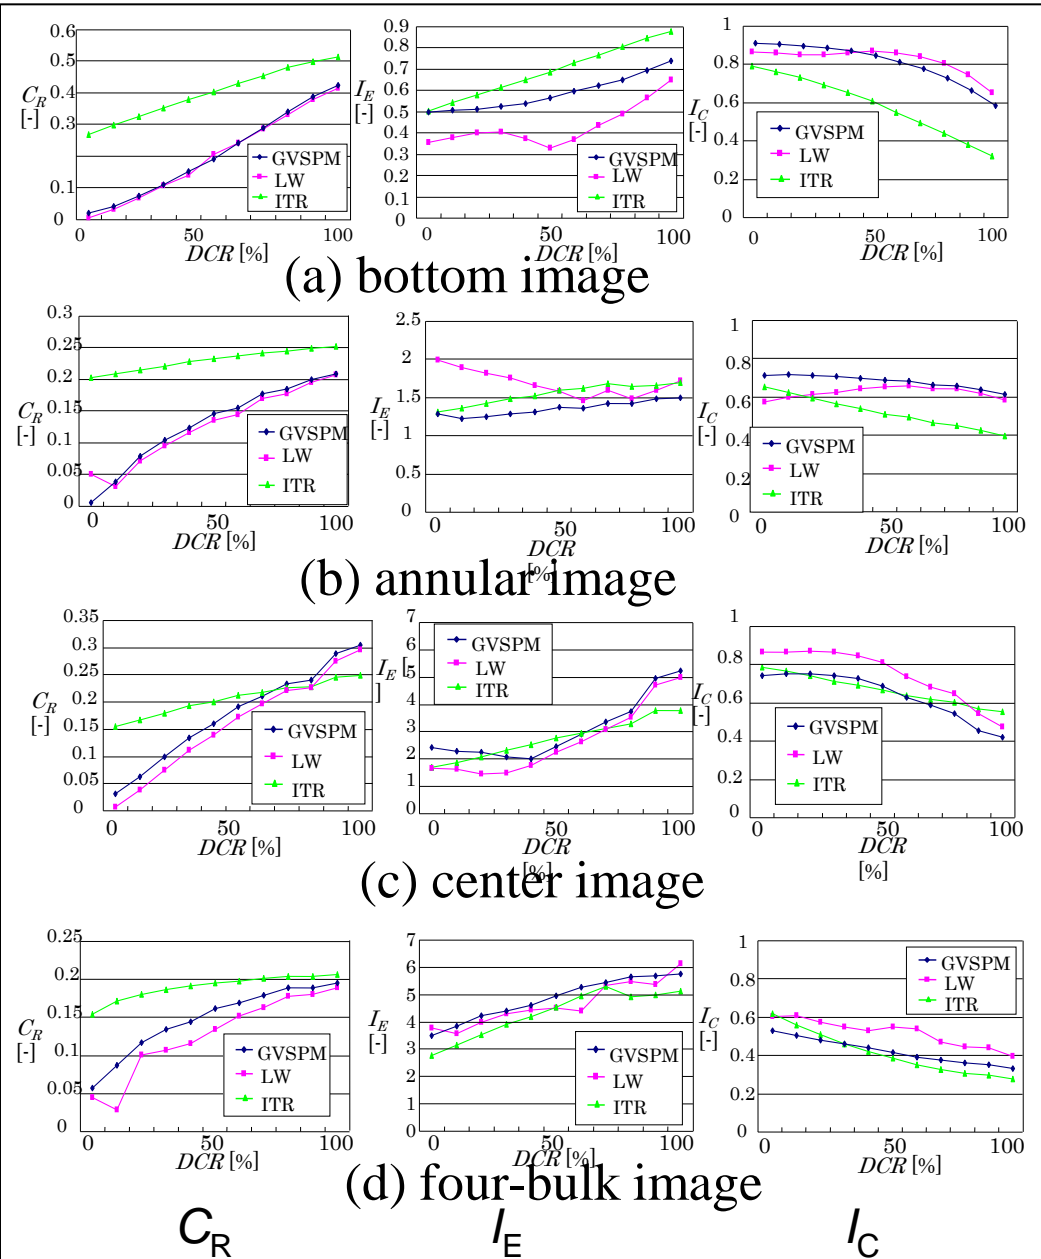 0.6
0.5
0.4
0.3
0.1
0
C_R
[-]
GVSPM
LW
ITR
0
50
100
DCR [%]
0.9
0.8
0.7
0.6
0.5
0.4
0.3
0.2
0.1
0
I_E
[-]
GVSPM
LW
ITR
0
50
100
DCR [%]
1
0.8
0.6
0.4
0.2
0
I_C
[-]
GVSPM
LW
ITR
0
50
100
DCR [%]
(a) bottom image
0.3
0.25
0.2
0.15
0.1
0.05
0
C_R
[-]
GVSPM
LW
ITR
0
50
100
DCR [%]
2.5
2
1.5
1
0.5
0
I_E
[-]
GVSPM
LW
ITR
0
50
100
DCR
[%]
1
0.8
0.6
0.4
0.2
0
I_C
[-]
GVSPM
LW
ITR
0
50
100
DCR [%]
(b) annular image
0.35
0.3
0.25
0.2
0.15
0.1
0.05
0
C_R
[-]
GVSPM
LW
ITR
0
50
100
DCR [%]
7
6
5
4
3
2
1
0
I_E [
]
GVSPM
LW
ITR
0
50
100
DCR
[%]
1
0.8
0.6
0.4
0.2
0
I_C
[-]
GVSPM
LW
ITR
0
50
100
DCR
[%]
(c) center image
0.25
0.2
0.15
0.1
0.05
0
C_R
[-]
GVSPM
LW
ITR
0
50
100
DCR [%]
7
6
5
4
3
2
1
0
I_E
[-]
GVSPM
LW
ITR
0
50
100
DCR [%]
1
0.8
0.6
0.4
0.2
0
I_C
[-]
GVSPM
LW
ITR
0
50
100
DCR [%]
(d) four-bulk image
C_R
I_E
I_C